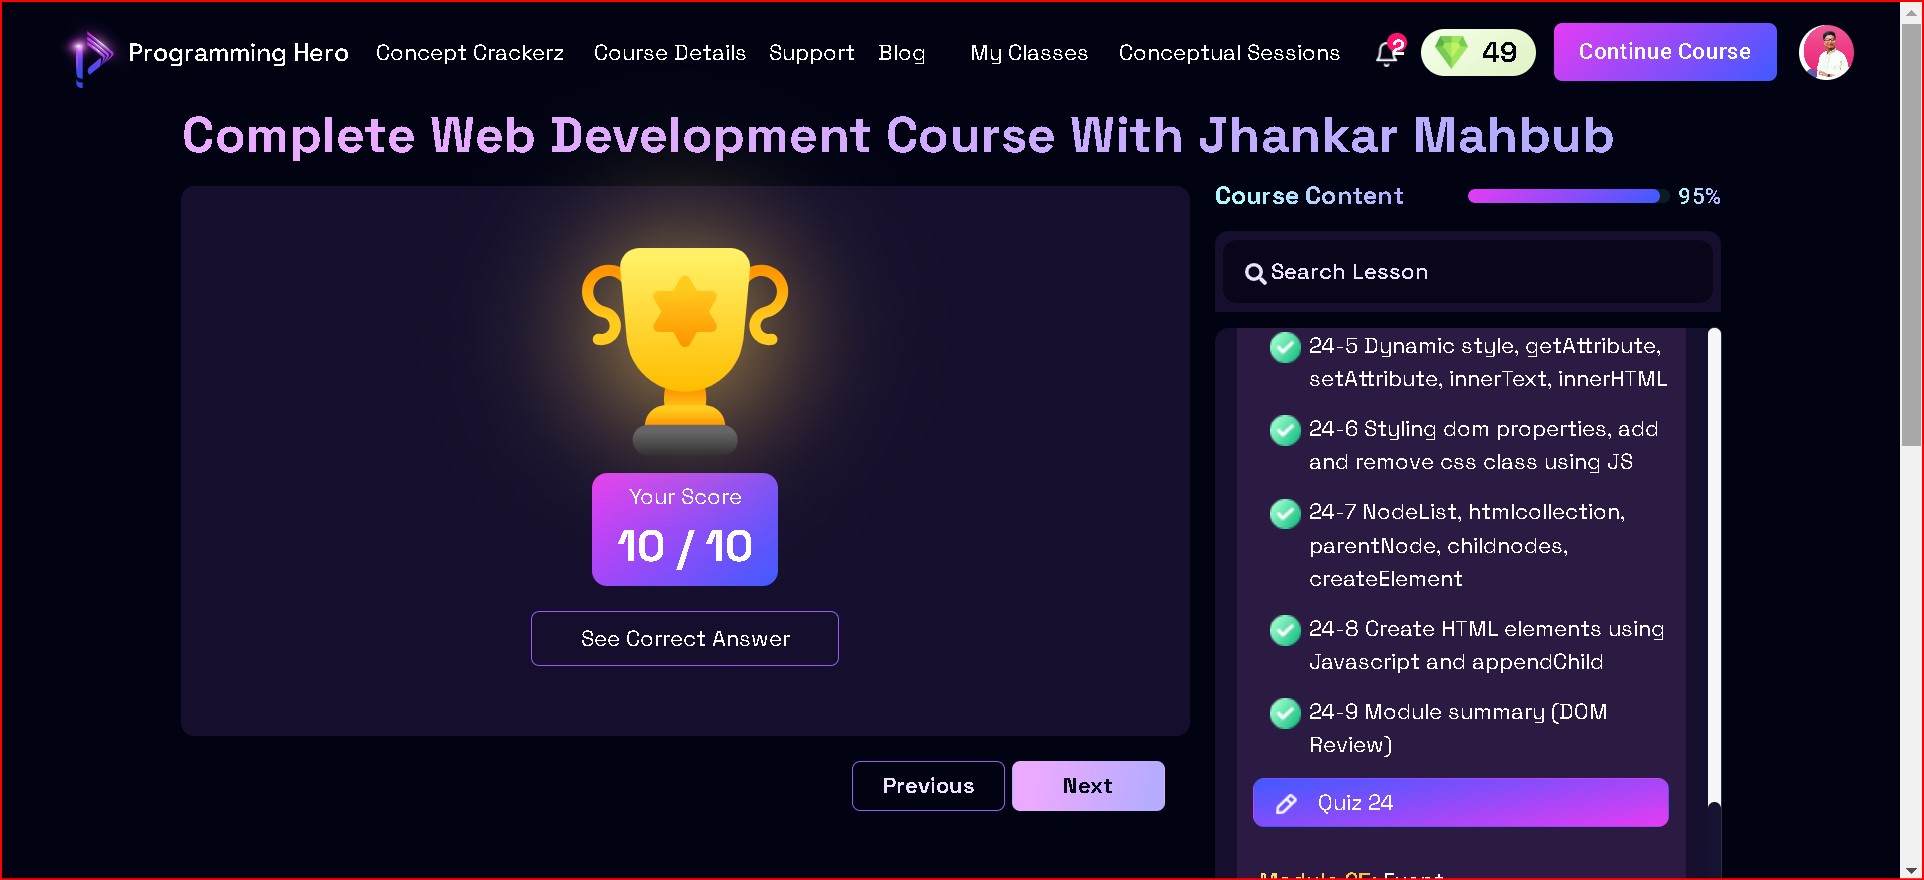 Programming Hero Concept Crackerz Course Details Support Blog My Classes Conceptual Sessions 2 49 Continue Course
Complete Web Development Course With Jhankar Mahbub
Your Score
10 / 10
See Correct Answer
Previous Next
Course Content 95%
Search Lesson
24-5 Dynamic style, getAttribute,
setAttribute, innerText, innerHTML
24-6 Styling dom properties, add
and remove css class using JS
24-7 NodeList, htmlcollection,
parentNode, childnodes,
createElement
24-8 Create HTML elements using
Javascript and appendChild
24-9 Module summary (DOM
Review)
Quiz 24